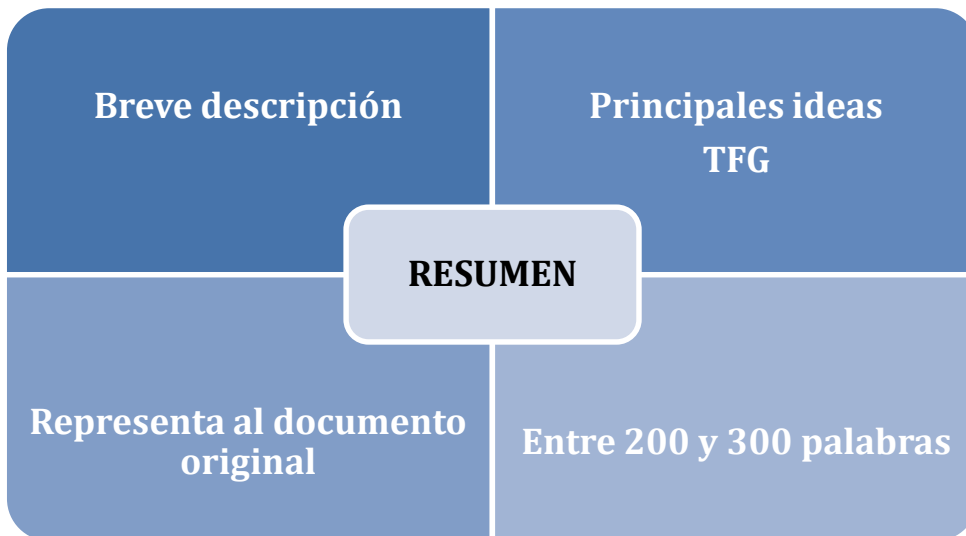 Breve descripción
Principales ideas
TFG
RESUMEN
Representa al documento
original
Entre 200 y 300 palabras